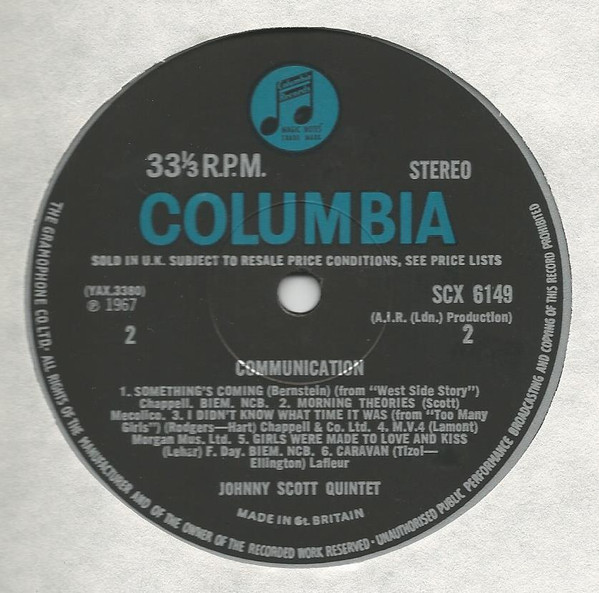 Columbia
Records
MAGIC NOTES
TRADE MARK
33⅓ R.P.M.
STEREO
COLUMBIA
SOLD IN U.K. SUBJECT TO RESALE PRICE CONDITIONS, SEE PRICE LISTS
(YAX.3380)
℗ 1967
2
SCX 6149
(A.I.R. (Ldn.) Production)
2
COMMUNICATION
1. SOMETHING'S COMING (Bernstein) (from "West Side Story")
Chappell, BIEM, NCB. 2. MORNING THEORIES (Scott)
Mecolico. 3. I DIDN'T KNOW WHAT TIME IT WAS (from "Too Many
Girls") (Rodgers—Hart) Chappell & Co. Ltd. 4. M.V.4 (Lamont)
Morgan Mus. Ltd. 5. GIRLS WERE MADE TO LOVE AND KISS
(Lehar) F. Day. BIEM. NCB. 6. CARAVAN (Tizol—
Ellington) Lafleur
JOHNNY SCOTT QUINTET
MADE IN Gt. BRITAIN
THE GRAMOPHONE CO LTD· ALL RIGHTS OF THE MANUFACTURER AND OF THE OWNER OF THE RECORDED WORK RESERVED · UNAUTHORISED PUBLIC PERFORMANCE BROADCASTING AND COPYING OF THIS RECORD PROHIBITED